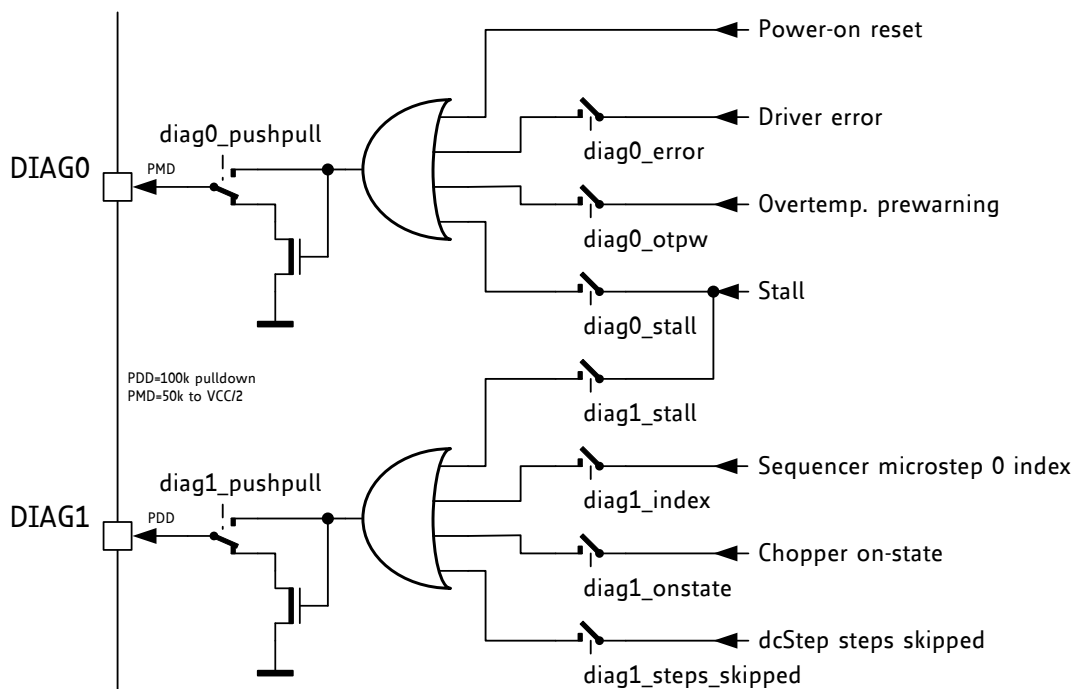 Power-on reset
Driver error
diag0_pushpull
diag0_error
DIAG0
PMD
Overtemp. prewarning
diag0_otpw
Stall
diag0_stall
PDD=100k pulldown
PMD=50k to VCC/2
diag1_stall
Sequencer microstep 0 index
diag1_pushpull
diag1_index
DIAG1
PDD
Chopper on-state
diag1_onstate
dcStep steps skipped
diag1_steps_skipped